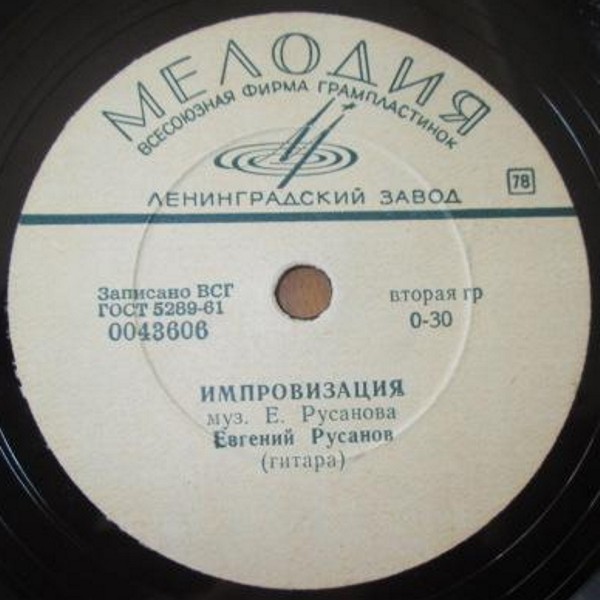 МЕЛОДИЯ
ВСЕСОЮЗНАЯ ФИРМА ГРАМПЛАСТИНОК
ЛЕНИНГРАДСКИЙ ЗАВОД
78
Записано ВСГ
ГОСТ 5289-61
0043606
вторая гр
0-30
ИМПРОВИЗАЦИЯ
муз. Е. Русанова
Евгений Русанов
(гитара)